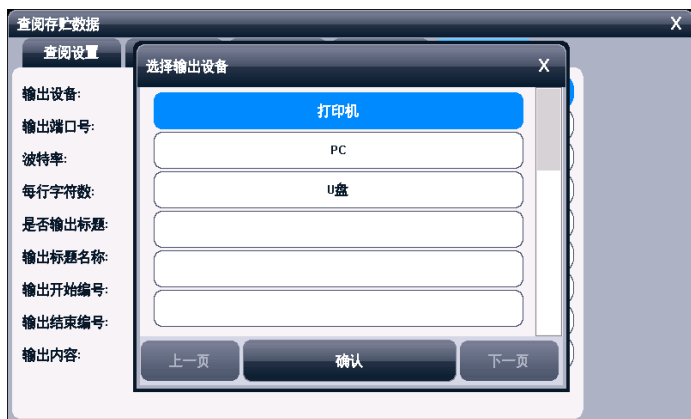 查阅存贮数据 X
查阅设置
选择输出设备 X
打印机
PC
U盘
上一页 确认 下一页
输出设备:
输出端口号:
波特率:
每行字符数:
是否输出标题:
输出标题名称:
输出开始编号:
输出结束编号:
输出内容: